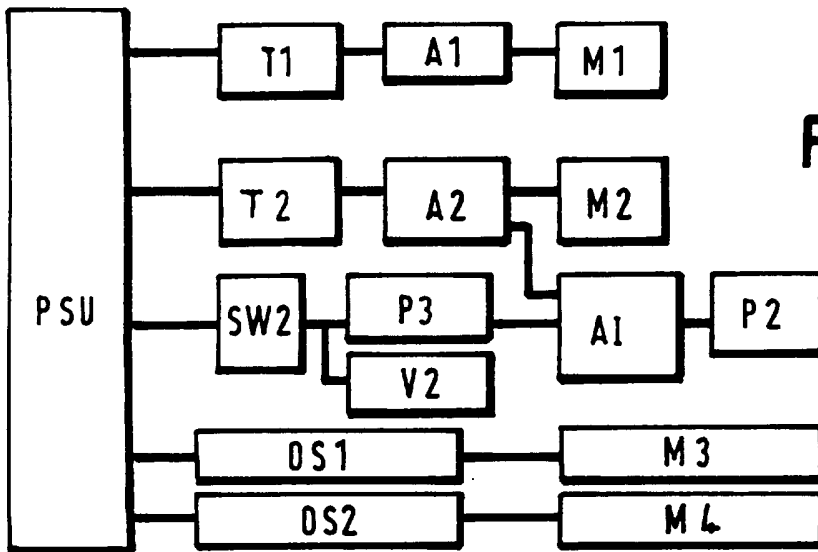 T1 A1 M1
T2 A2 M2
PSU
SW2 P3 AI P2
V2
DS1 M3
DS2 M4